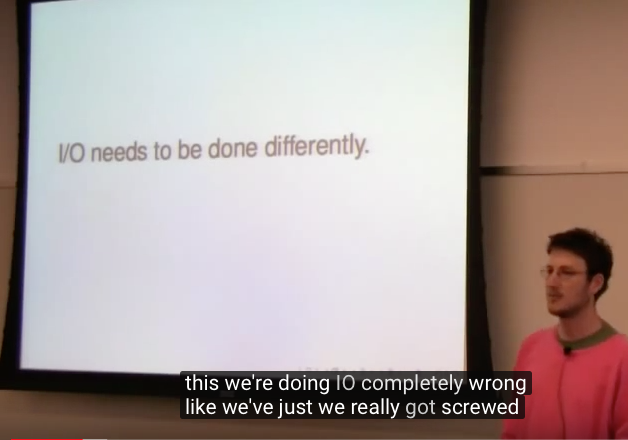 I/O needs to be done differently.
this we're doing IO completely wrong
like we've just we really got screwed